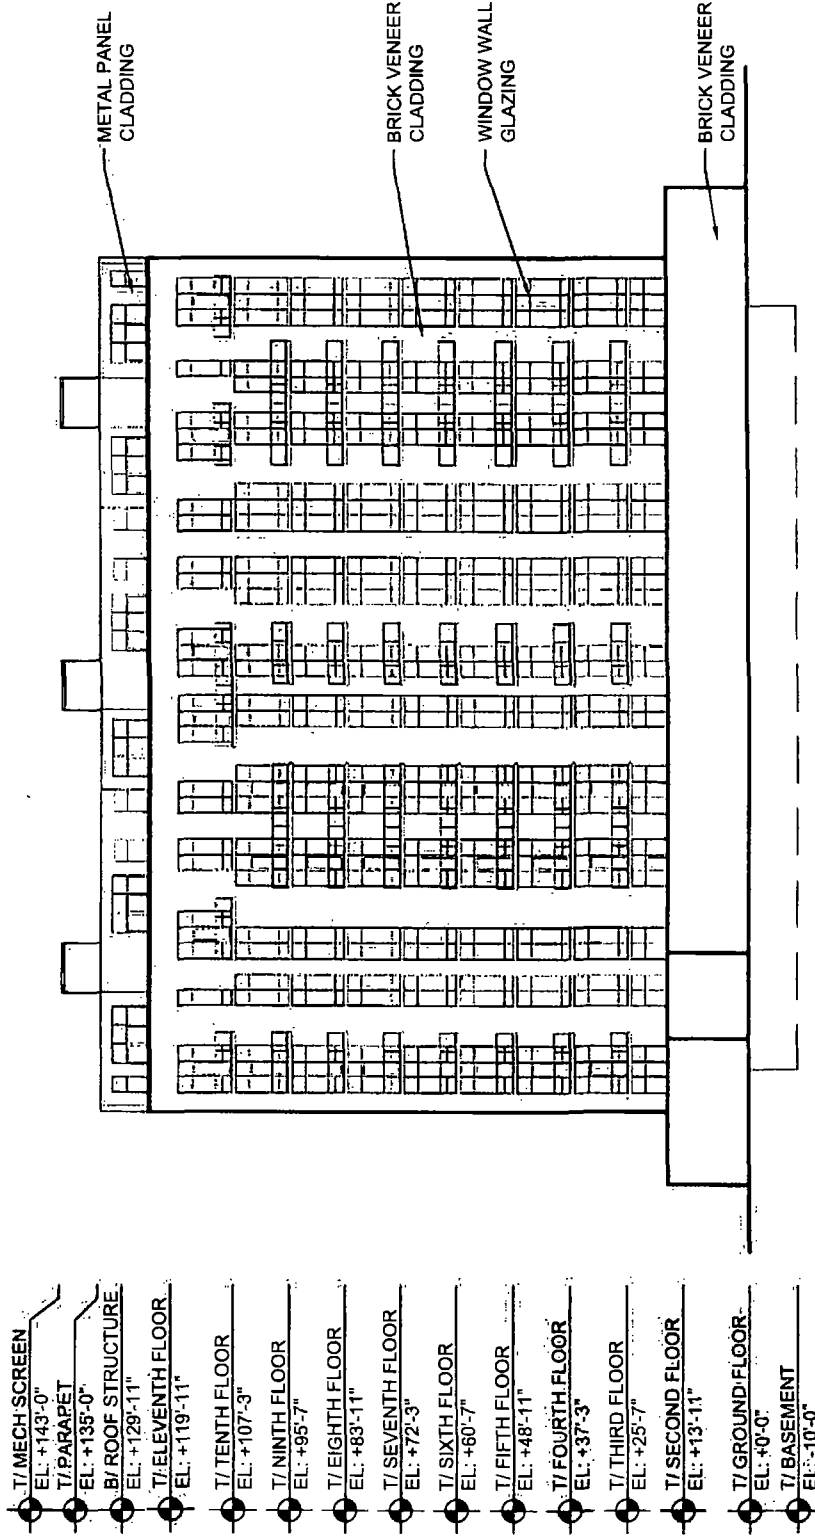 METAL PANEL
CLADDING
BRICK VENEER
CLADDING
WINDOW WALL
GLAZING
BRICK VENEER
CLADDING
T/ MECH SCREEN
EL: +143'-0"
T/ PARAPET
EL: +135'-0"
B/ ROOF STRUCTURE
EL: +129'-11"
T/ ELEVENTH FLOOR
EL: +119'-11"
T/ TENTH FLOOR
EL: +107'-3"
T/ NINTH FLOOR
EL: +95'-7"
T/ EIGHTH FLOOR
EL: +83'-11"
T/ SEVENTH FLOOR
EL: +72'-3"
T/ SIXTH FLOOR
EL: +60'-7"
T/ FIFTH FLOOR
EL: +48'-11"
T/ FOURTH FLOOR
EL: +37'-3"
T/ THIRD FLOOR
EL: +25'-7"
T/ SECOND FLOOR
EL: +13'-11"
T/ GROUND FLOOR
EL: +0'-0"
T/ BASEMENT
EL: -10'-0"